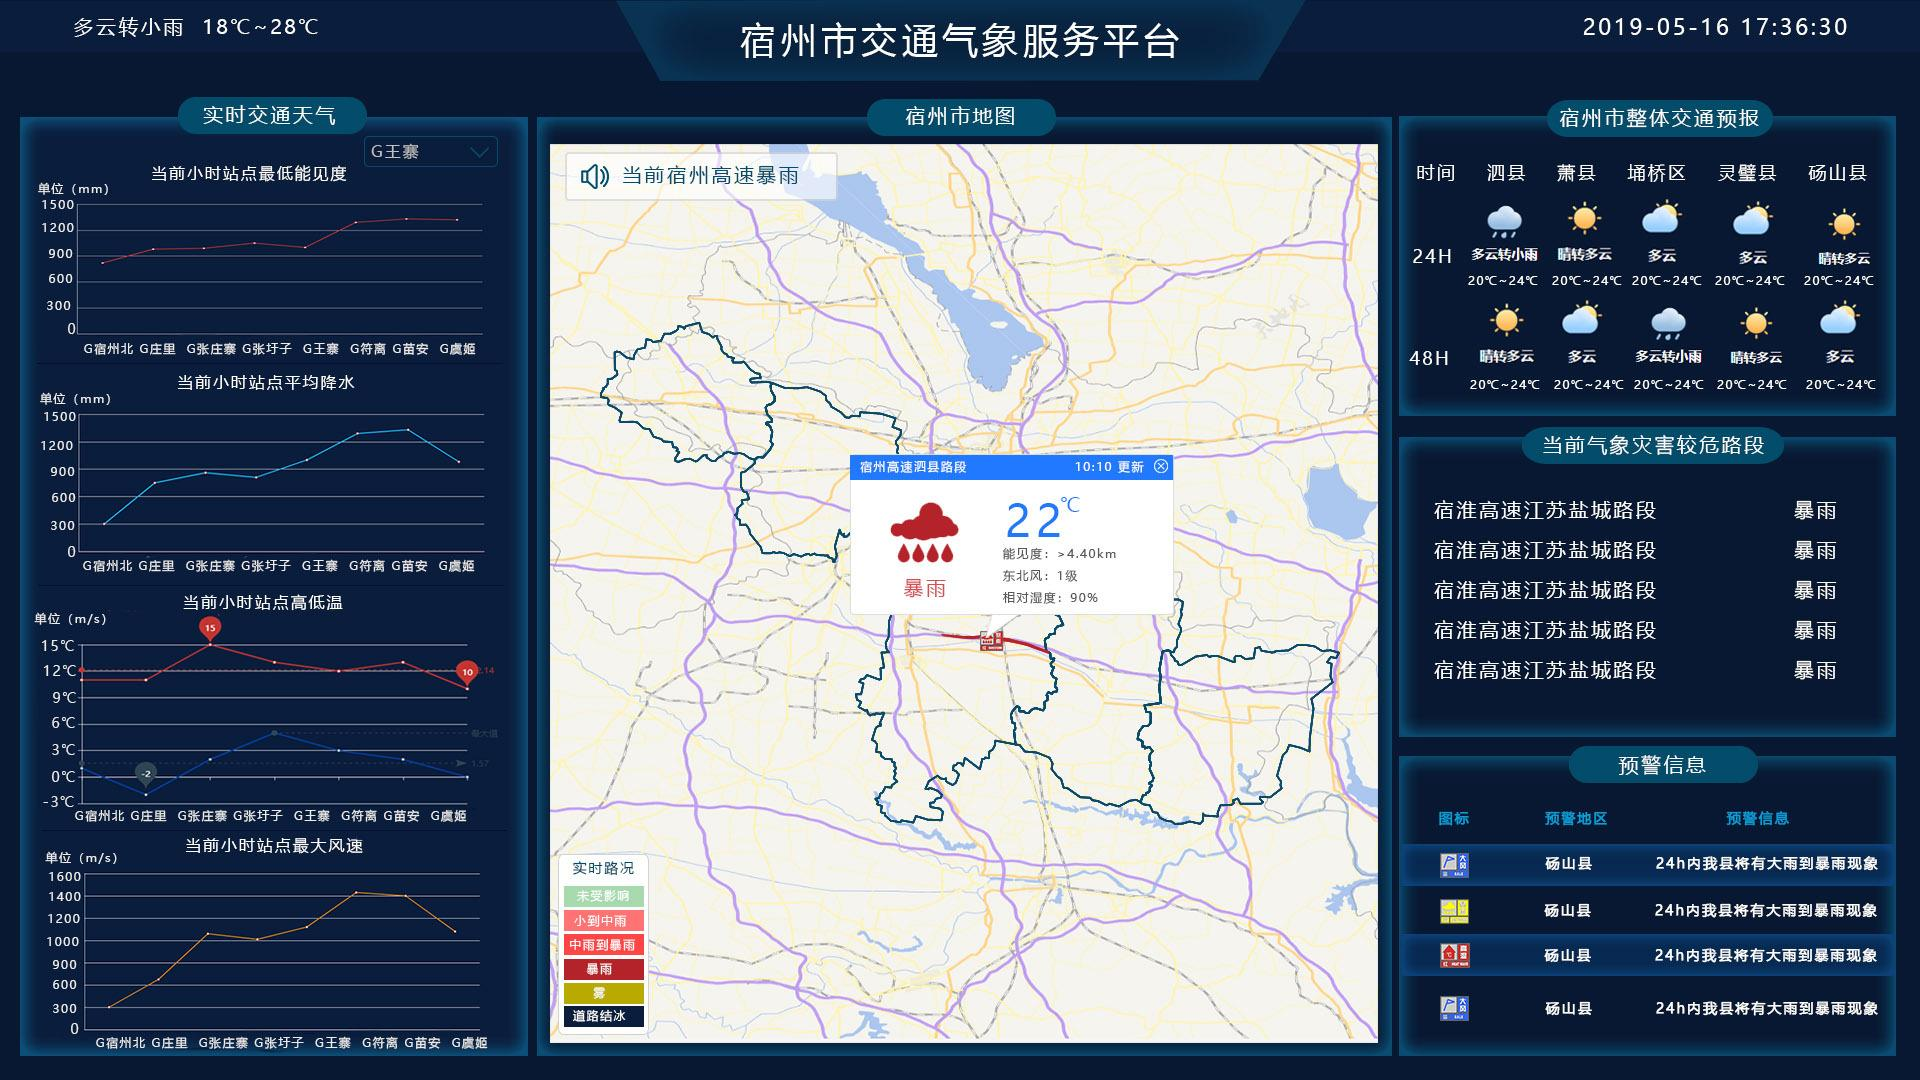 多云转小雨 18℃~28℃
宿州市交通气象服务平台
2019-05-16 17:36:30
实时交通天气
G王寨
当前小时站点最低能见度
单位（mm）
1500
1200
900
600
300
0
G宿州北 G庄里 G张庄寨 G张圩子 G王寨 G符离 G苗安 G虞姬
当前小时站点平均降水
单位（mm）
1500
1200
900
600
300
0
G宿州北 G庄里 G张庄寨 G张圩子 G王寨 G符离 G苗安 G虞姬
当前小时站点高低温
单位（m/s）
15
15℃
12℃
10
9℃
6℃
最大值
3℃
1.57
-2
0℃
-3℃
G宿州北 G庄里 G张庄寨 G张圩子 G王寨 G符离 G苗安 G虞姬
当前小时站点最大风速
单位（m/s）
1600
1400
1200
1000
900
600
300
0
G宿州北 G庄里 G张庄寨 G张圩子 G王寨 G符离 G苗安 G虞姬
宿州市地图
当前宿州高速暴雨
宿州高速泗县路段 10:10 更新
22℃
暴雨
能见度：>4.40km
东北风：1级
相对湿度：90%
实时路况
未受影响
小到中雨
中雨到暴雨
暴雨
雾
道路结冰
宿州市整体交通预报
时间 泗县 萧县 埇桥区 灵璧县 砀山县
24H
多云转小雨 晴转多云 多云 多云 晴转多云
20℃~24℃ 20℃~24℃ 20℃~24℃ 20℃~24℃ 20℃~24℃
48H
晴转多云 多云 多云转小雨 晴转多云 多云
20℃~24℃ 20℃~24℃ 20℃~24℃ 20℃~24℃ 20℃~24℃
当前气象灾害较危路段
宿淮高速江苏盐城路段 暴雨
宿淮高速江苏盐城路段 暴雨
宿淮高速江苏盐城路段 暴雨
宿淮高速江苏盐城路段 暴雨
宿淮高速江苏盐城路段 暴雨
预警信息
图标 预警地区 预警信息
砀山县 24h内我县将有大雨到暴雨现象
砀山县 24h内我县将有大雨到暴雨现象
砀山县 24h内我县将有大雨到暴雨现象
砀山县 24h内我县将有大雨到暴雨现象